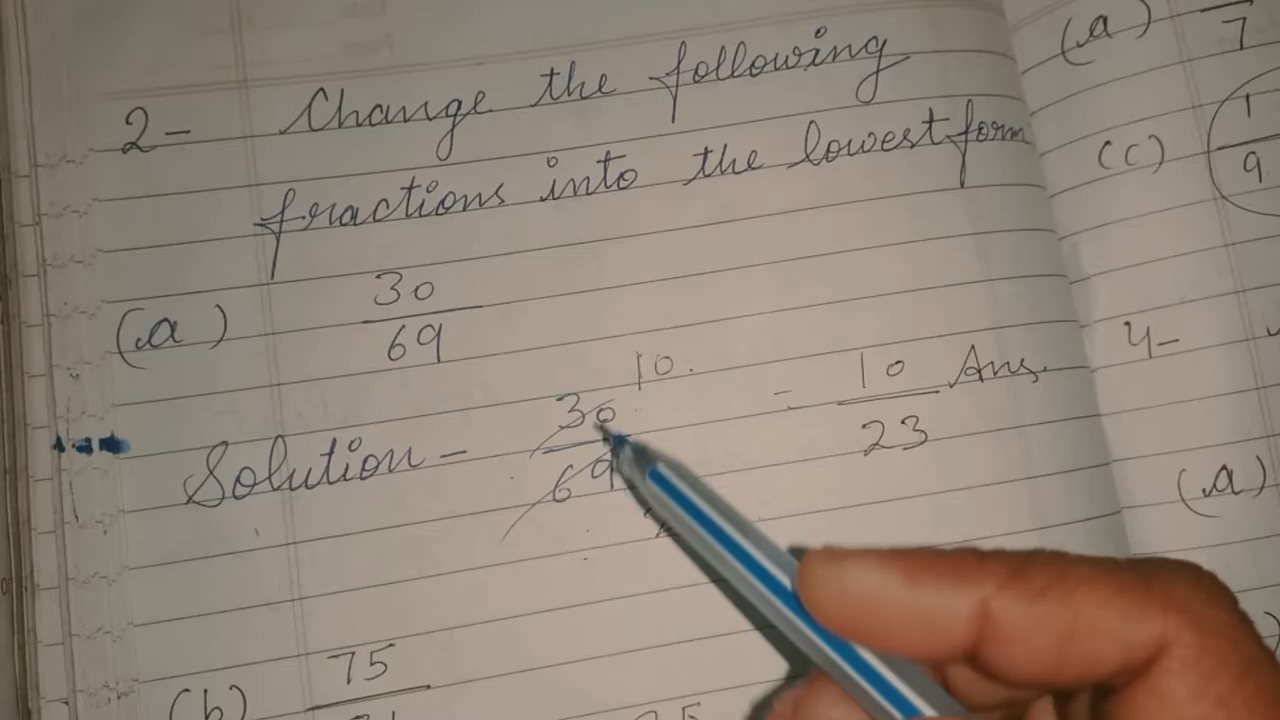 2- Change the following
fractions into the lowest form
(a) 30
69
10.
Solution - 30
69
= 10 Ans.
23
(b) 75
(a)
7
(c) 1
9
4-
(a)